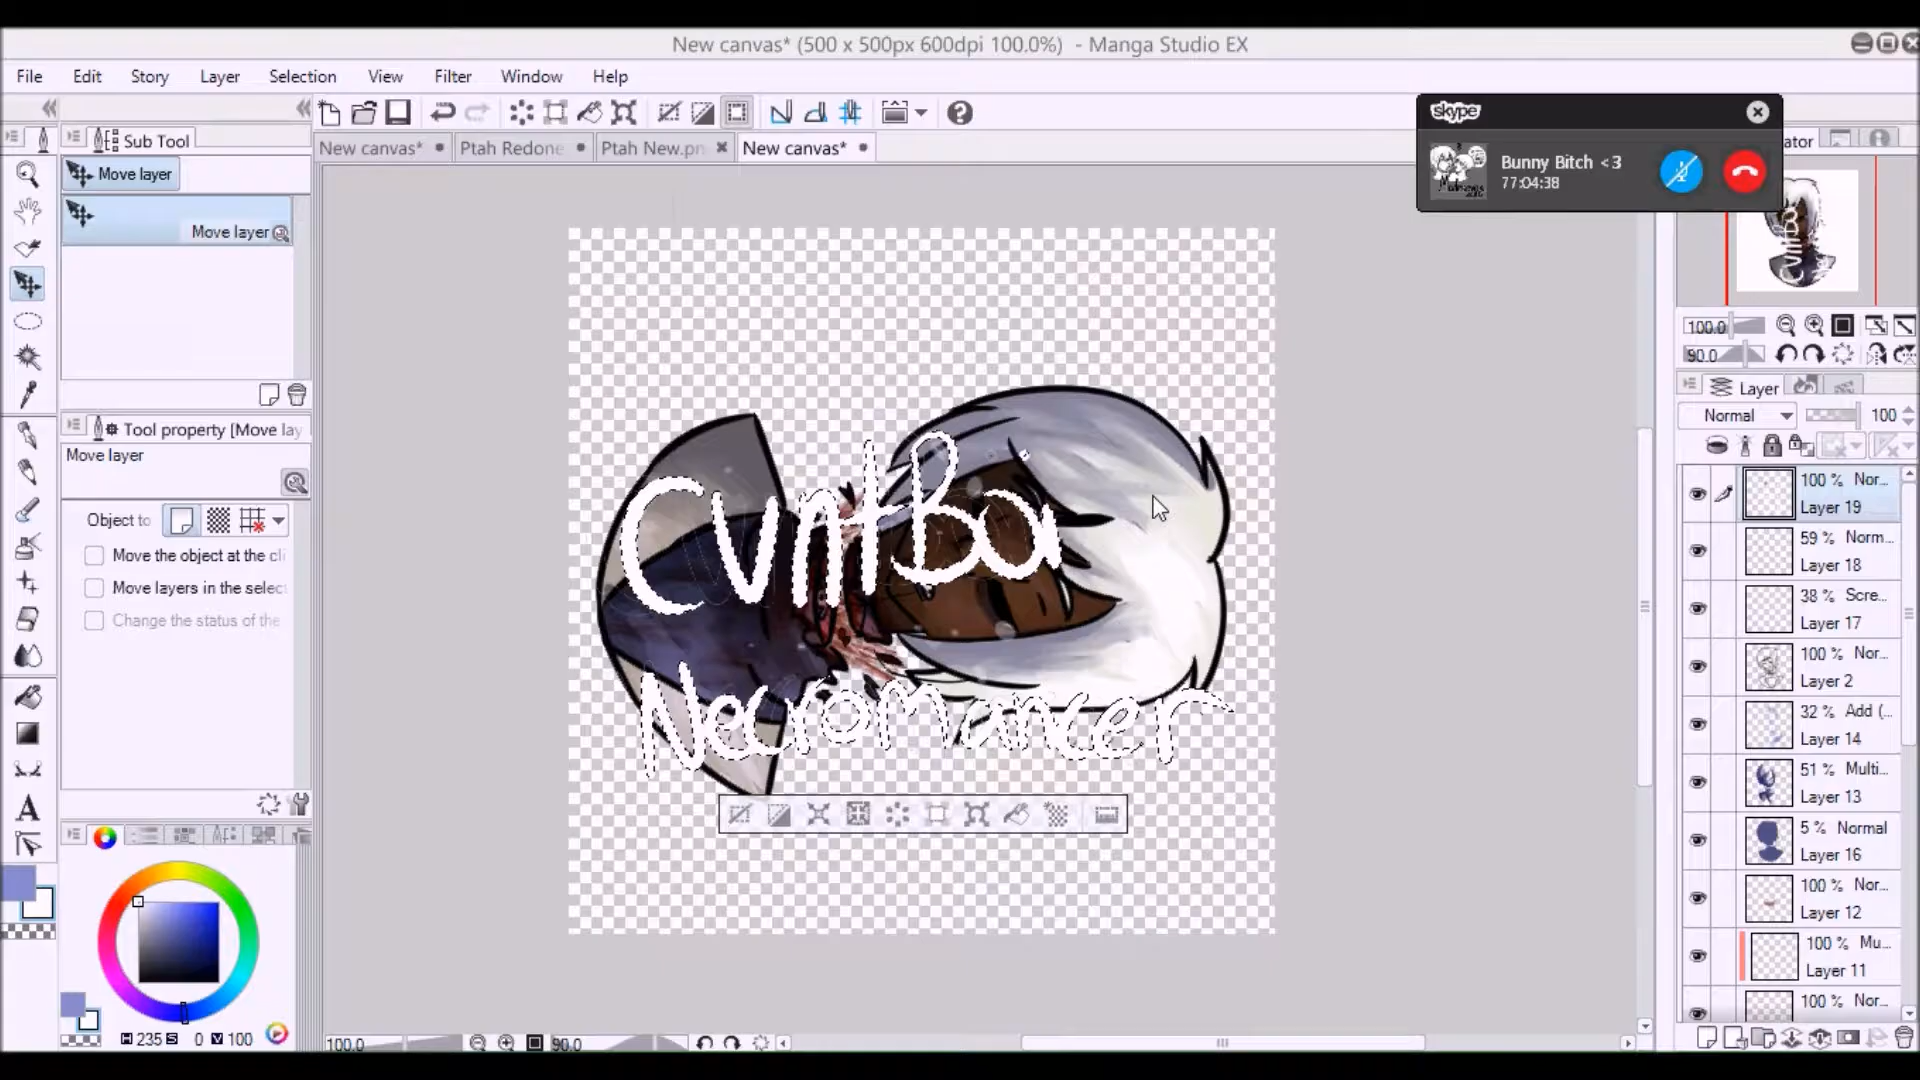 New canvas* (500 x 500px 600dpi 100.0%) - Manga Studio EX
File Edit Story Layer Selection View Filter Window Help
skype
Bunny Bitch <3
77:04:38
Sub Tool
New canvas* Ptah Redone Ptah New.pn New canvas*
Move layer
Move layer
100.0
90.0
Layer
Normal 100
Tool property [Move lay
Move layer
Object to
Move the object at the cli
Move layers in the selec
Change the status of the
CvntBoi
Necromancer
100 % Nor...
Layer 19
59 % Norm...
Layer 18
38 % Scre...
Layer 17
100 % Nor...
Layer 2
32 % Add (...
Layer 14
51 % Multi...
Layer 13
5 % Normal
Layer 16
100 % Nor...
Layer 12
100 % Mu...
Layer 11
100 % Nor...
A
H 235 S 0 V 100
100.0 90.0